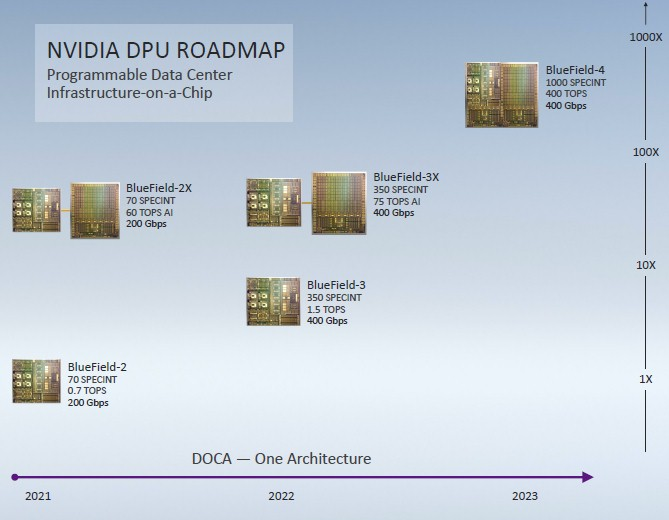 NVIDIA DPU ROADMAP
Programmable Data Center
Infrastructure-on-a-Chip
1000X
BlueField-4
1000 SPECINT
400 TOPS
400 Gbps
100X
BlueField-2X
70 SPECINT
60 TOPS AI
200 Gbps
BlueField-3X
350 SPECINT
75 TOPS AI
400 Gbps
10X
BlueField-3
350 SPECINT
1.5 TOPS
400 Gbps
BlueField-2
70 SPECINT
0.7 TOPS
200 Gbps
1X
DOCA — One Architecture
2021
2022
2023